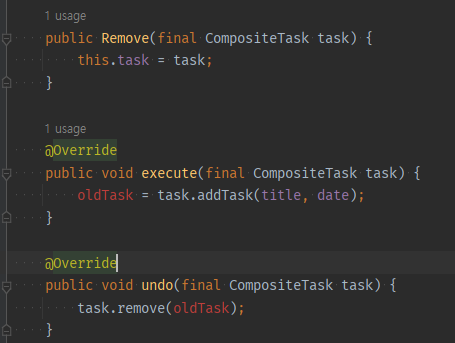 1 usage
public Remove(final CompositeTask task) {
this.task = task;
}
1 usage
@Override
public void execute(final CompositeTask task) {
oldTask = task.addTask(title, date);
}
@Override
public void undo(final CompositeTask task) {
task.remove(oldTask);
}